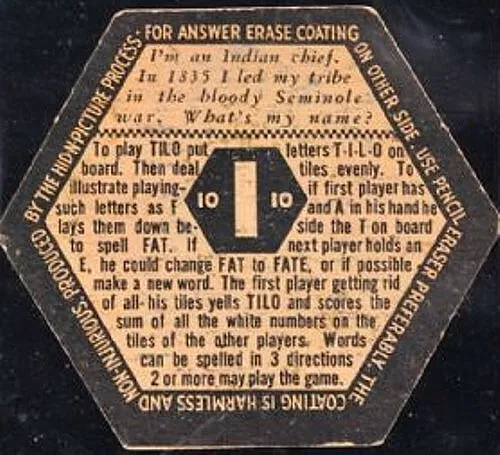 FOR ANSWER ERASE COATING
ON OTHER SIDE. USE PENCIL ERASER PREFERABLY. THE
COATING IS HARMLESS AND
NON-INJURIOUS. PRODUCED BY THE HID-N-PICTURE PROCESS.
I'm an Indian chief.
In 1835 I led my tribe
in the bloody Seminole
war. What's my name?
To play TILO put letters T-I-L-O on
board. Then deal tiles evenly. To
illustrate playing- if first player has
such letters as F and A in his hand he
lays them down be- side the T on board
to spell FAT. If next player holds an
10 I 10
E, he could change FAT to FATE, or if possible
make a new word. The first player getting rid
of all his tiles yells TILO and scores the
sum of all the white numbers on the
tiles of the other players. Words
can be spelled in 3 directions
2 or more may play the game.